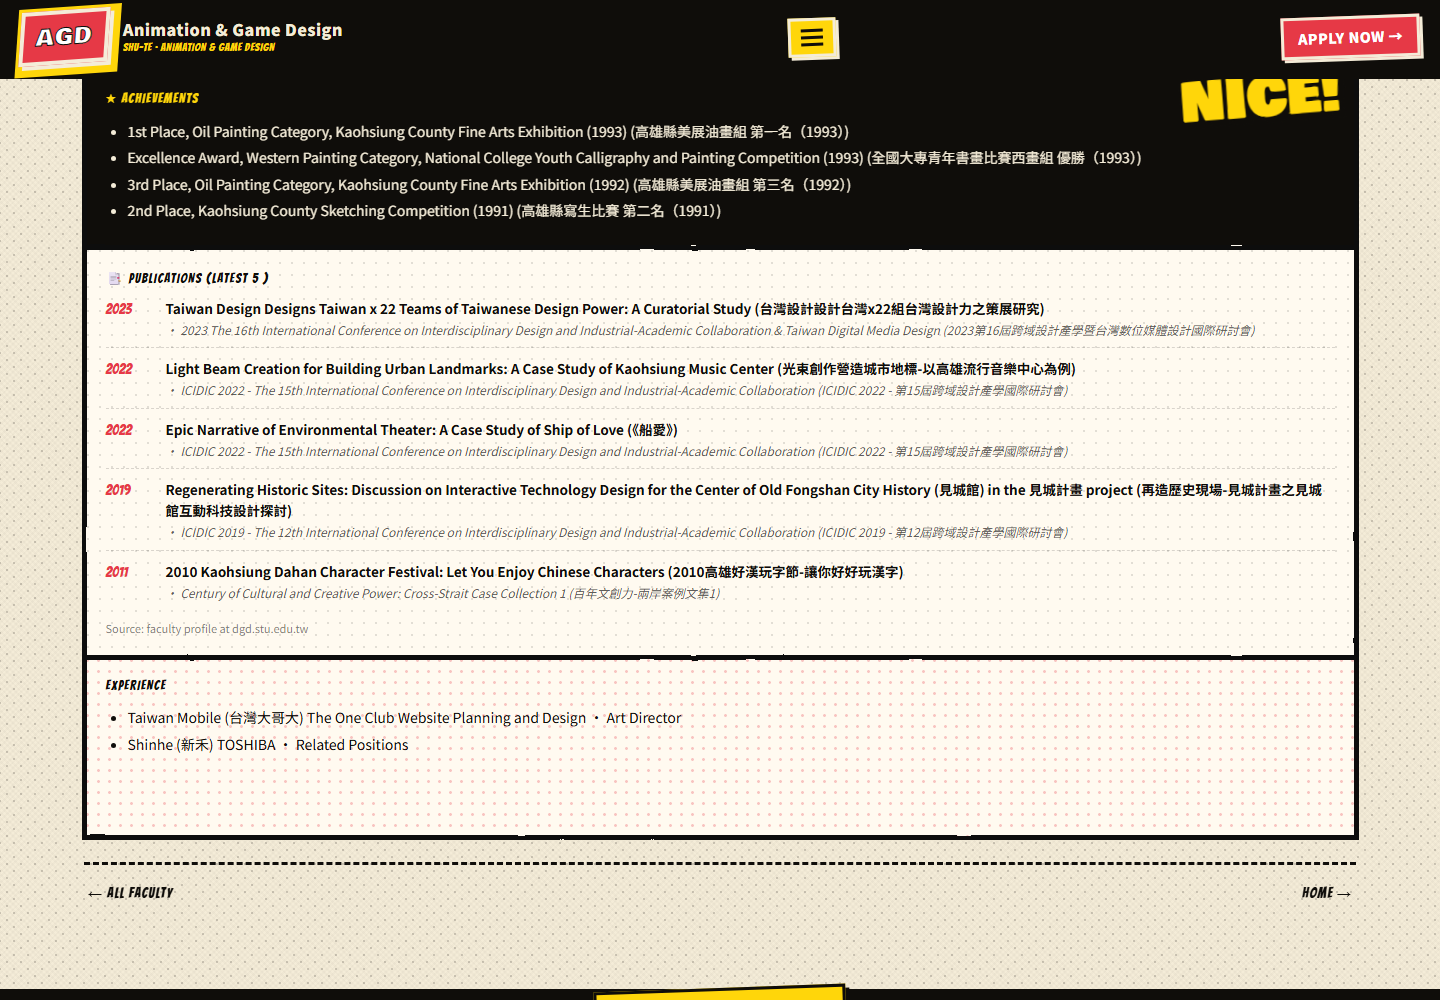 AGD
Animation & Game Design
SHU-TE · ANIMATION & GAME DESIGN
APPLY NOW →
NICE!
★ ACHIEVEMENTS
1st Place, Oil Painting Category, Kaohsiung County Fine Arts Exhibition (1993) (高雄縣美展油畫組 第一名（1993）)
Excellence Award, Western Painting Category, National College Youth Calligraphy and Painting Competition (1993) (全國大專青年書畫比賽西畫組 優勝（1993）)
3rd Place, Oil Painting Category, Kaohsiung County Fine Arts Exhibition (1992) (高雄縣美展油畫組 第三名（1992）)
2nd Place, Kaohsiung County Sketching Competition (1991) (高雄縣寫生比賽 第二名（1991）)
PUBLICATIONS (LATEST 5 )
2023 Taiwan Design Designs Taiwan x 22 Teams of Taiwanese Design Power: A Curatorial Study (台灣設計設計台灣x22組台灣設計力之策展研究)
・ 2023 The 16th International Conference on Interdisciplinary Design and Industrial-Academic Collaboration & Taiwan Digital Media Design (2023第16屆跨域設計產學暨台灣數位媒體設計國際研討會)
2022 Light Beam Creation for Building Urban Landmarks: A Case Study of Kaohsiung Music Center (光束創作營造城市地標-以高雄流行音樂中心為例)
・ ICIDIC 2022 - The 15th International Conference on Interdisciplinary Design and Industrial-Academic Collaboration (ICIDIC 2022 - 第15屆跨域設計產學國際研討會)
2022 Epic Narrative of Environmental Theater: A Case Study of Ship of Love (《船愛》)
・ ICIDIC 2022 - The 15th International Conference on Interdisciplinary Design and Industrial-Academic Collaboration (ICIDIC 2022 - 第15屆跨域設計產學國際研討會)
2019 Regenerating Historic Sites: Discussion on Interactive Technology Design for the Center of Old Fongshan City History (見城館) in the 見城計畫 project (再造歷史現場-見城計畫之見城
館互動科技設計探討)
・ ICIDIC 2019 - The 12th International Conference on Interdisciplinary Design and Industrial-Academic Collaboration (ICIDIC 2019 - 第12屆跨域設計產學國際研討會)
2011 2010 Kaohsiung Dahan Character Festival: Let You Enjoy Chinese Characters (2010高雄好漢玩字節-讓你好好玩漢字)
・ Century of Cultural and Creative Power: Cross-Strait Case Collection 1 (百年文創力-兩岸案例文集1)
Source: faculty profile at dgd.stu.edu.tw
EXPERIENCE
Taiwan Mobile (台灣大哥大) The One Club Website Planning and Design ・ Art Director
Shinhe (新禾) TOSHIBA ・ Related Positions
← ALL FACULTY
HOME →